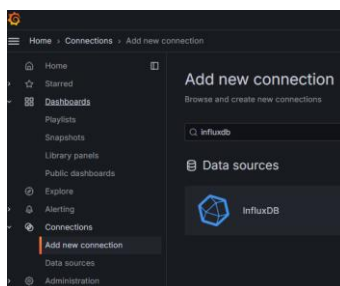 Home > Connections > Add new connection
Home
Starred
Dashboards
Playlists
Snapshots
Library panels
Public dashboards
Explore
Alerting
Connections
Add new connection
Data sources
Administration
Add new connection
Browse and create new connections
influxdb
Data sources
InfluxDB